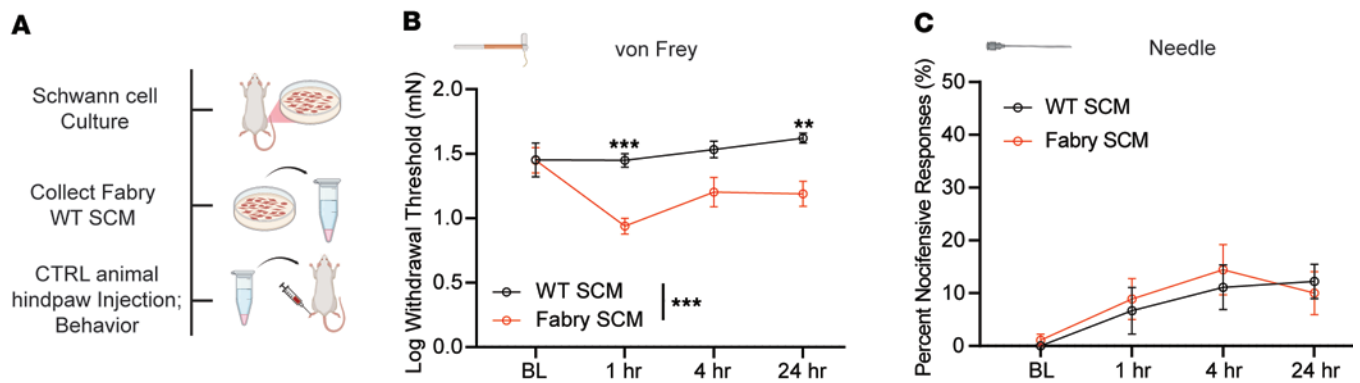 A
Schwann cell
Culture
Collect Fabry
WT SCM
CTRL animal
hindpaw Injection;
Behavior
B
von Frey
Log Withdrawal Threshold (mN)
2.0
1.5
1.0
0.5
0.0
***
**
WT SCM
Fabry SCM
***
BL 1 hr 4 hr 24 hr
C
Needle
Percent Nocifensive Responses (%)
50
40
30
20
10
0
WT SCM
Fabry SCM
BL 1 hr 4 hr 24 hr